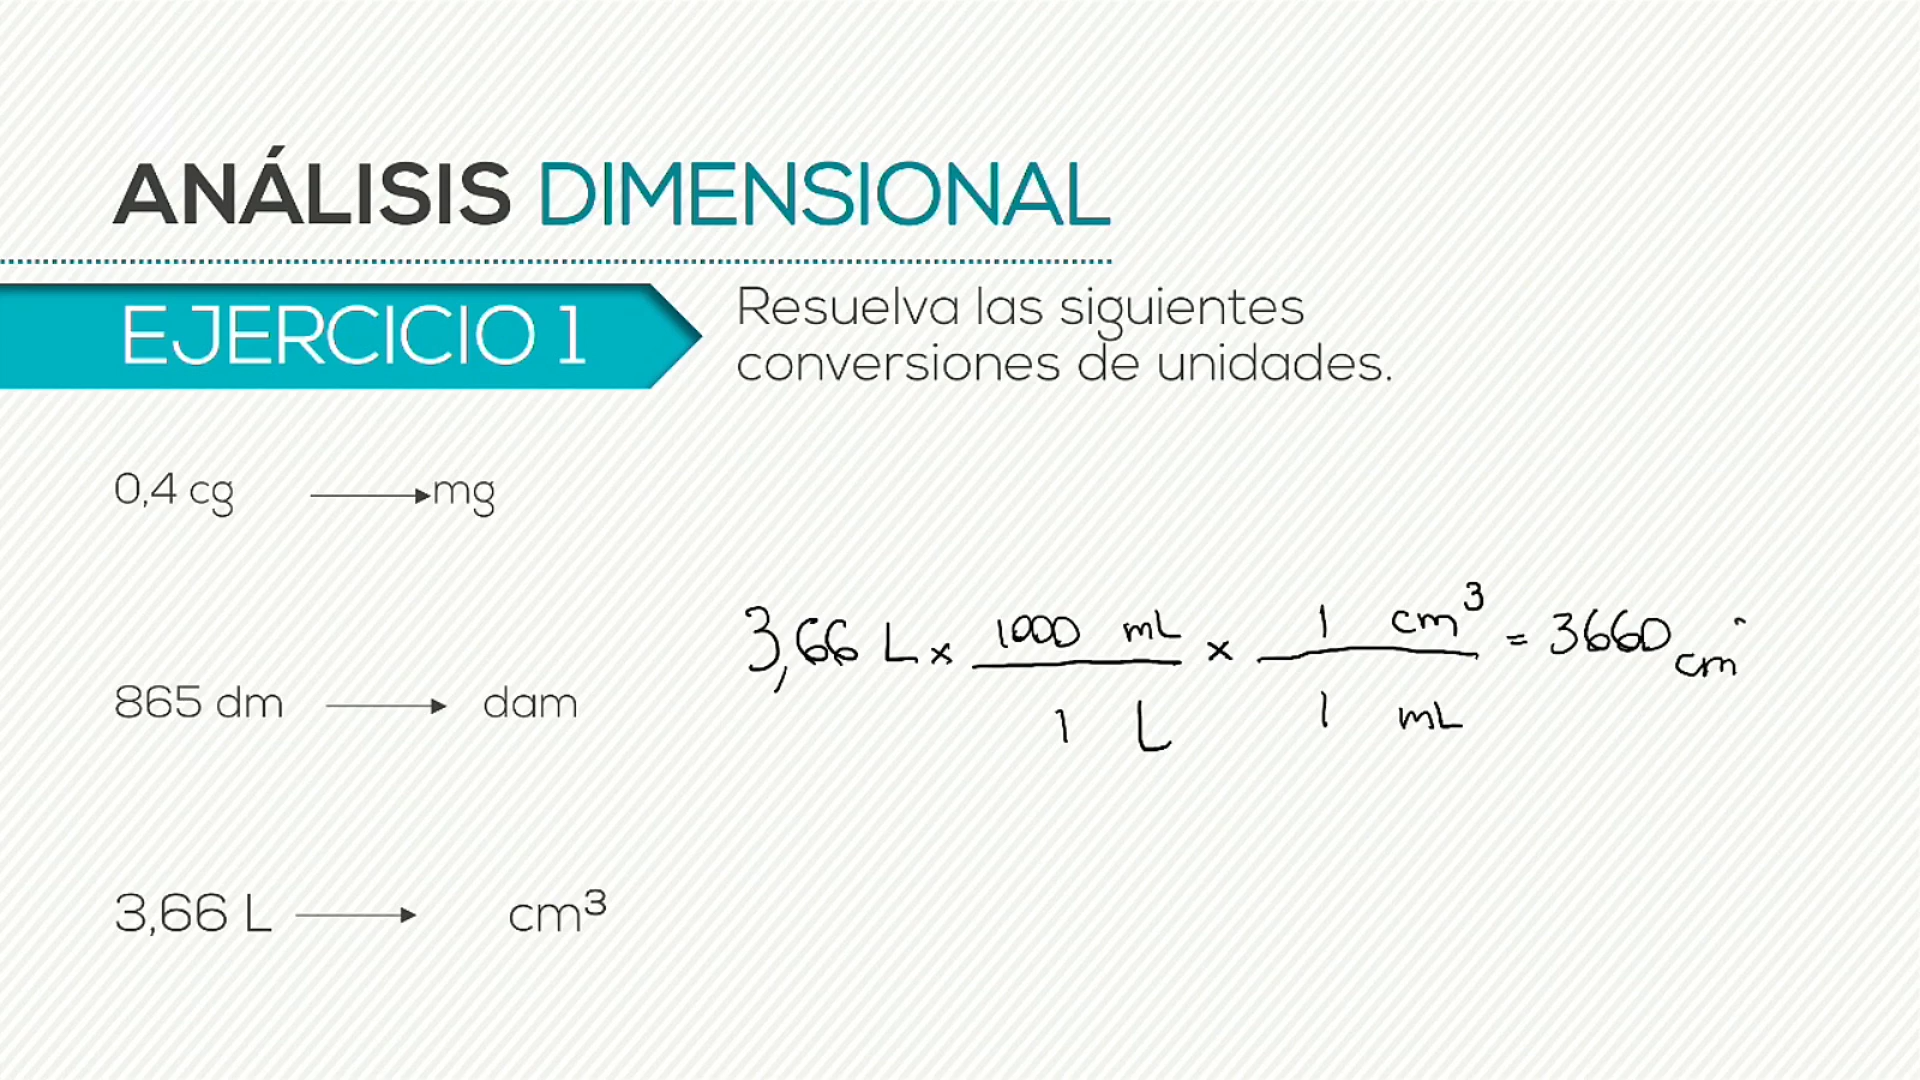 ANÁLISIS DIMENSIONAL
EJERCICIO 1
Resuelva las siguientes
conversiones de unidades.
0,4 cg → mg
865 dm → dam
3,66 L × 1000 mL / 1 L × 1 cm³ / 1 mL = 3660 cm
3,66 L → cm³